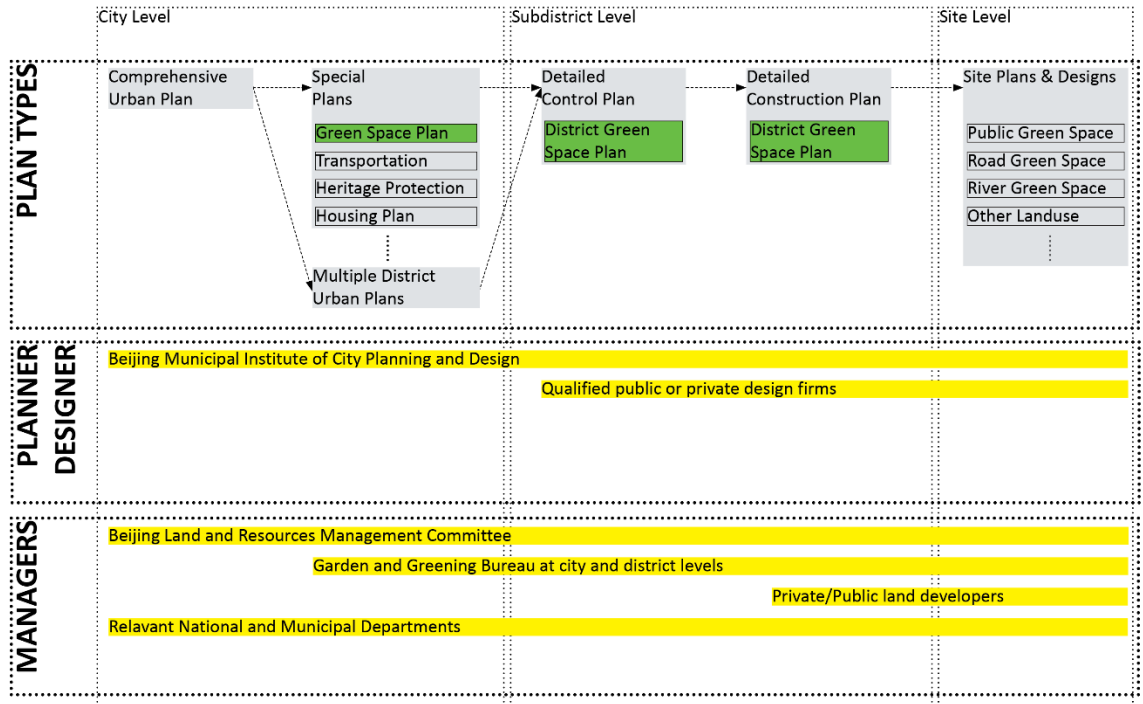 City Level
Subdistrict Level
Site Level
PLAN TYPES
Comprehensive
Urban Plan
Special
Plans
Green Space Plan
Transportation
Heritage Protection
Housing Plan
Multiple District
Urban Plans
Detailed
Control Plan
District Green
Space Plan
Detailed
Construction Plan
District Green
Space Plan
Site Plans & Designs
Public Green Space
Road Green Space
River Green Space
Other Landuse
PLANNER
DESIGNER
Beijing Municipal Institute of City Planning and Design
Qualified public or private design firms
MANAGERS
Beijing Land and Resources Management Committee
Garden and Greening Bureau at city and district levels
Private/Public land developers
Relavant National and Municipal Departments